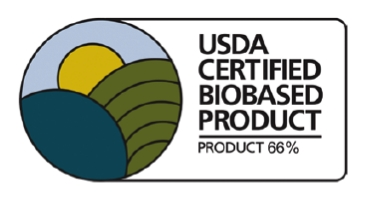 USDA
CERTIFIED
BIOBASED
PRODUCT
PRODUCT 66%